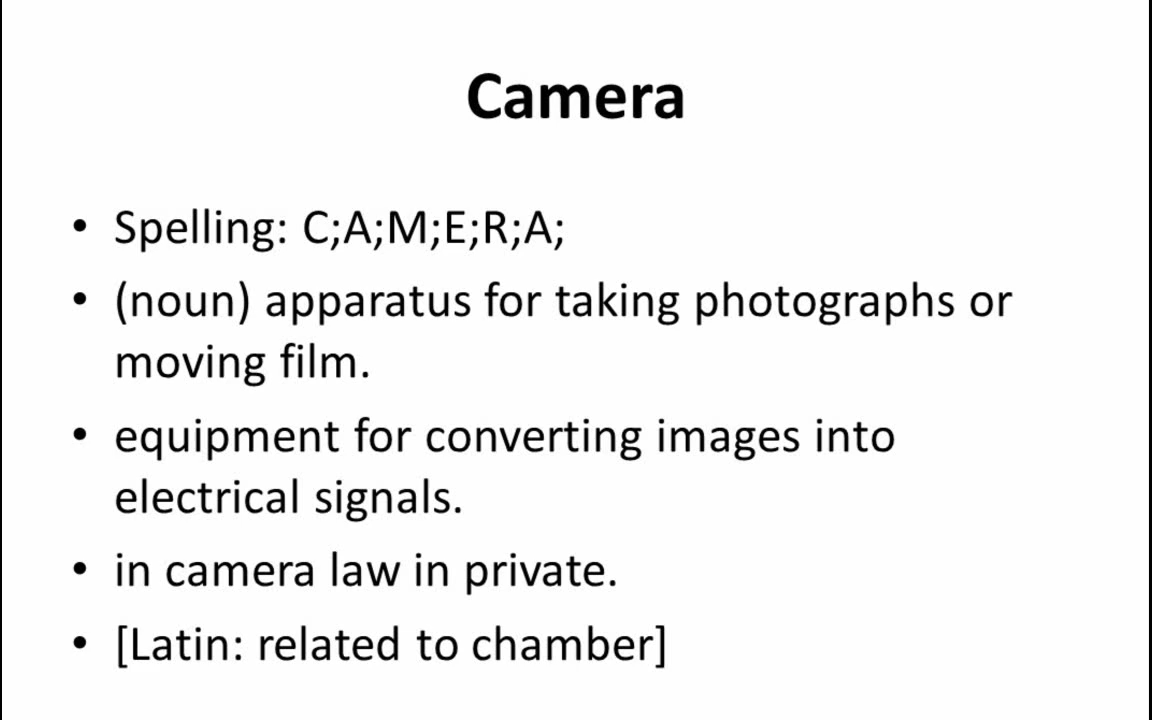 Camera
• Spelling: C;A;M;E;R;A;
• (noun) apparatus for taking photographs or
moving film.
• equipment for converting images into
electrical signals.
• in camera law in private.
• [Latin: related to chamber]